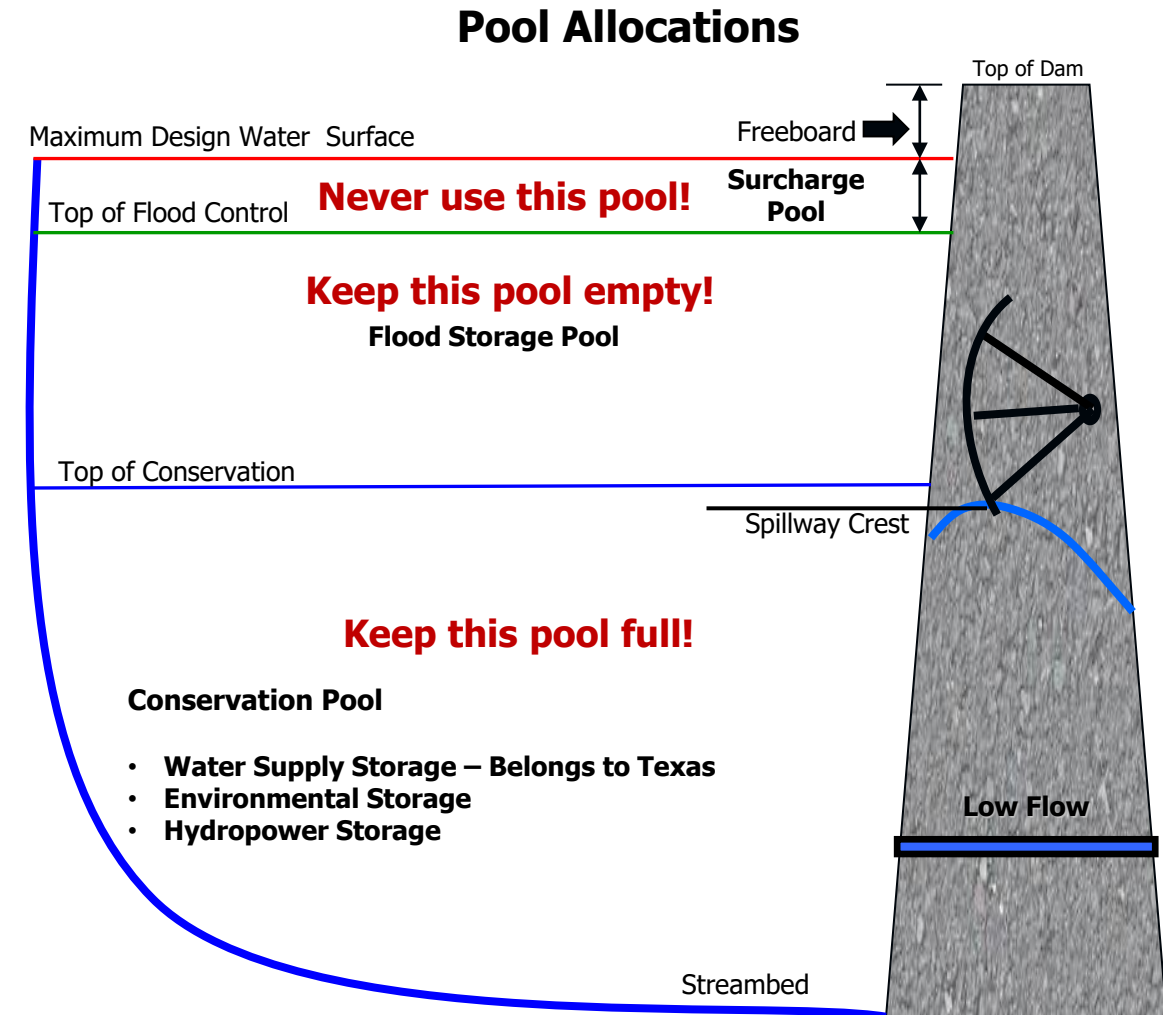 Pool Allocations
Top of Dam
Maximum Design Water  Surface
Freeboard
Never use this pool!
Surcharge
Pool
Top of Flood Control
Keep this pool empty!
Flood Storage Pool
Top of Conservation
Spillway Crest
Keep this pool full!
Conservation Pool
• Water Supply Storage – Belongs to Texas
• Environmental Storage
• Hydropower Storage
Low Flow
Streambed